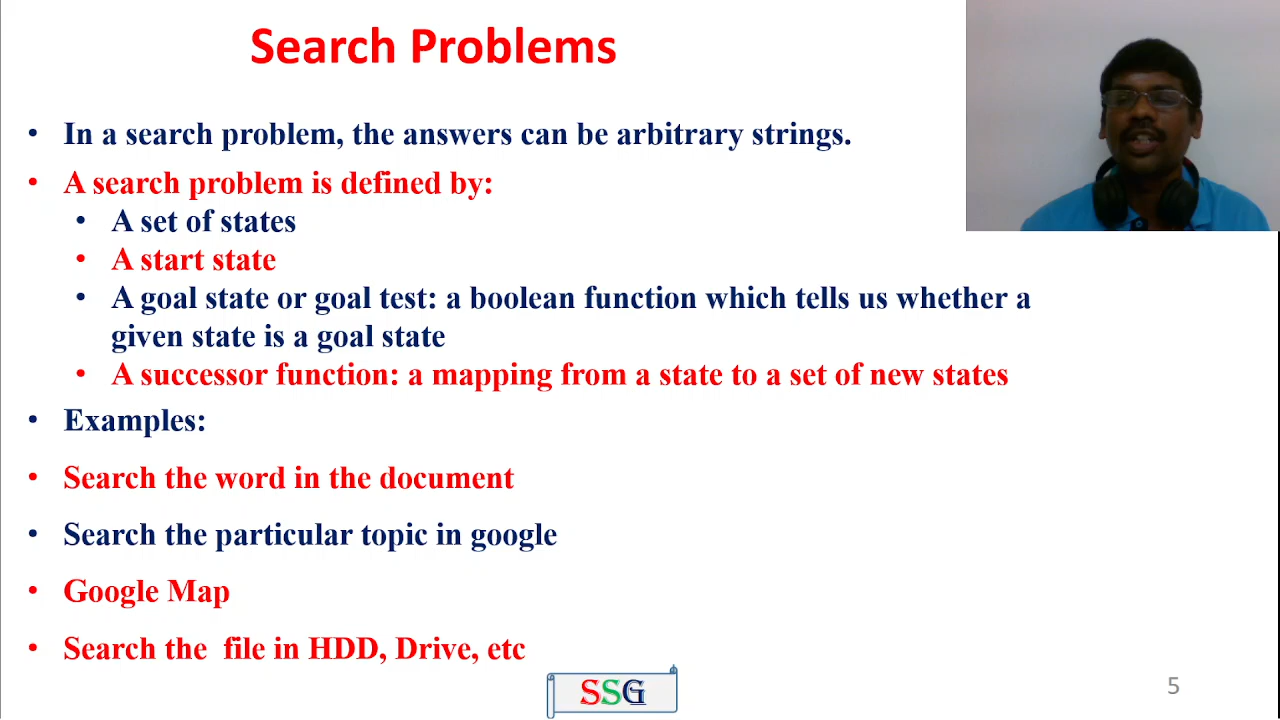 Search Problems
• In a search problem, the answers can be arbitrary strings.
• A search problem is defined by:
• A set of states
• A start state
• A goal state or goal test: a boolean function which tells us whether a
given state is a goal state
• A successor function: a mapping from a state to a set of new states
• Examples:
• Search the word in the document
• Search the particular topic in google
• Google Map
• Search the  file in HDD, Drive, etc
SSG
5